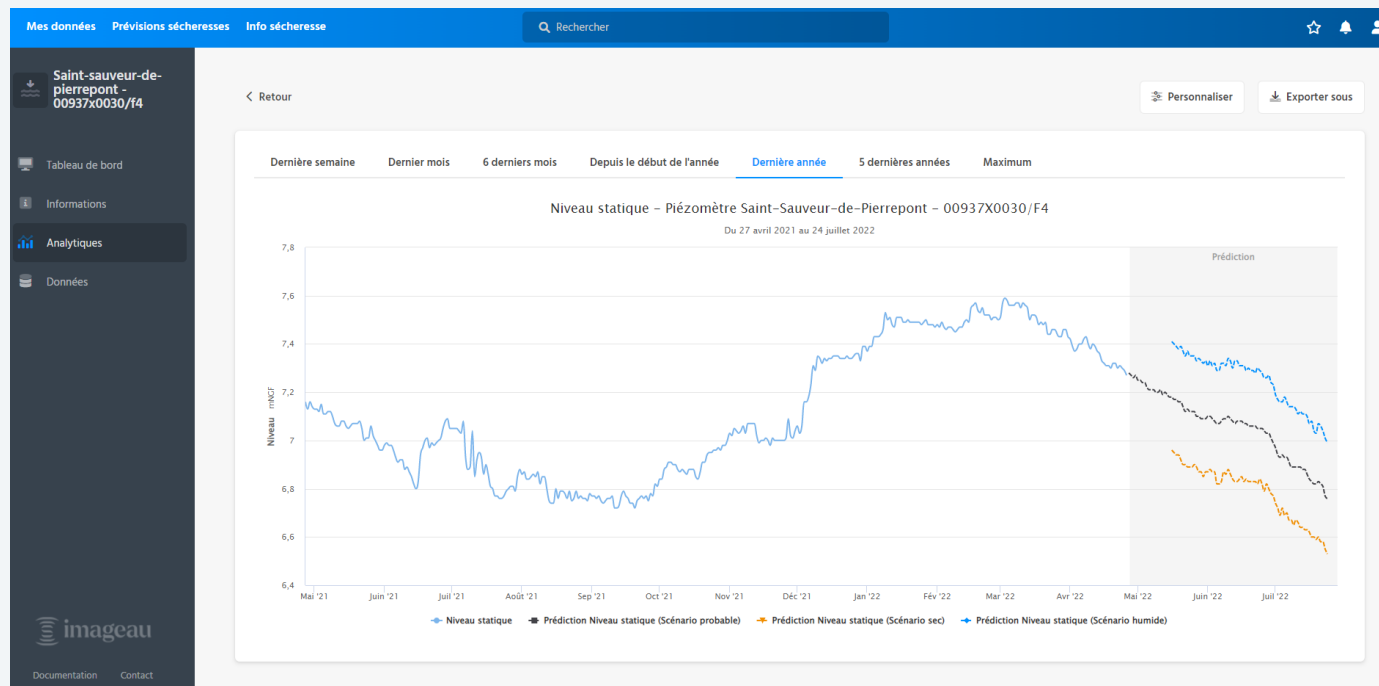 Mes données Prévisions sécheresses Info sécheresse Rechercher
Saint-sauveur-de-
pierrepont -
00937x0030/f4
Tableau de bord
Informations
Analytiques
Données
imageau
Documentation Contact
Retour
Personnaliser Exporter sous
Dernière semaine Dernier mois 6 derniers mois Depuis le début de l'année Dernière année 5 dernières années Maximum
Niveau statique – Piézomètre Saint-Sauveur-de-Pierrepont – 00937X0030/F4
Du 27 avril 2021 au 24 juillet 2022
Prédiction
Niveau mNGF
7,8
7,6
7,4
7,2
7
6,8
6,6
6,4
Mai '21 Juin '21 Juil '21 Août '21 Sep '21 Oct '21 Nov '21 Déc '21 Jan '22 Fév '22 Mar '22 Avr '22 Mai '22 Juin '22 Juil '22
Niveau statique Prédiction Niveau statique (Scénario probable) Prédiction Niveau statique (Scénario sec) Prédiction Niveau statique (Scénario humide)